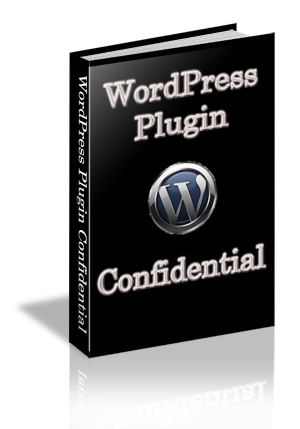 WordPress
Plugin
W
Confidential
WordPress Plugin Confidential